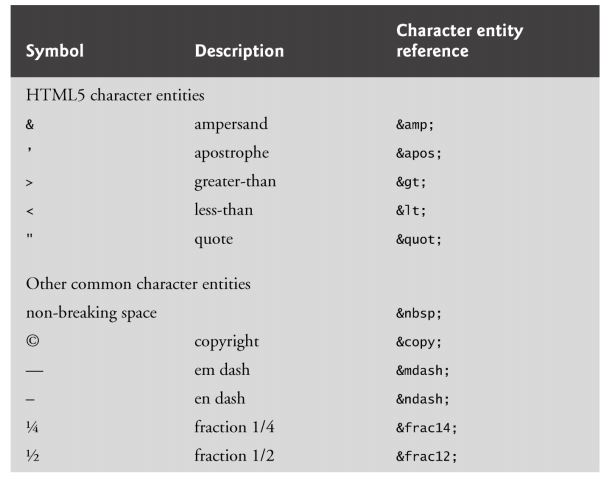 Symbol Description Character entity reference
HTML5 character entities
& ampersand &amp;
' apostrophe &apos;
> greater-than &gt;
< less-than &lt;
" quote &quot;
Other common character entities
non-breaking space &nbsp;
© copyright &copy;
— em dash &mdash;
– en dash &ndash;
¼ fraction 1/4 &frac14;
½ fraction 1/2 &frac12;